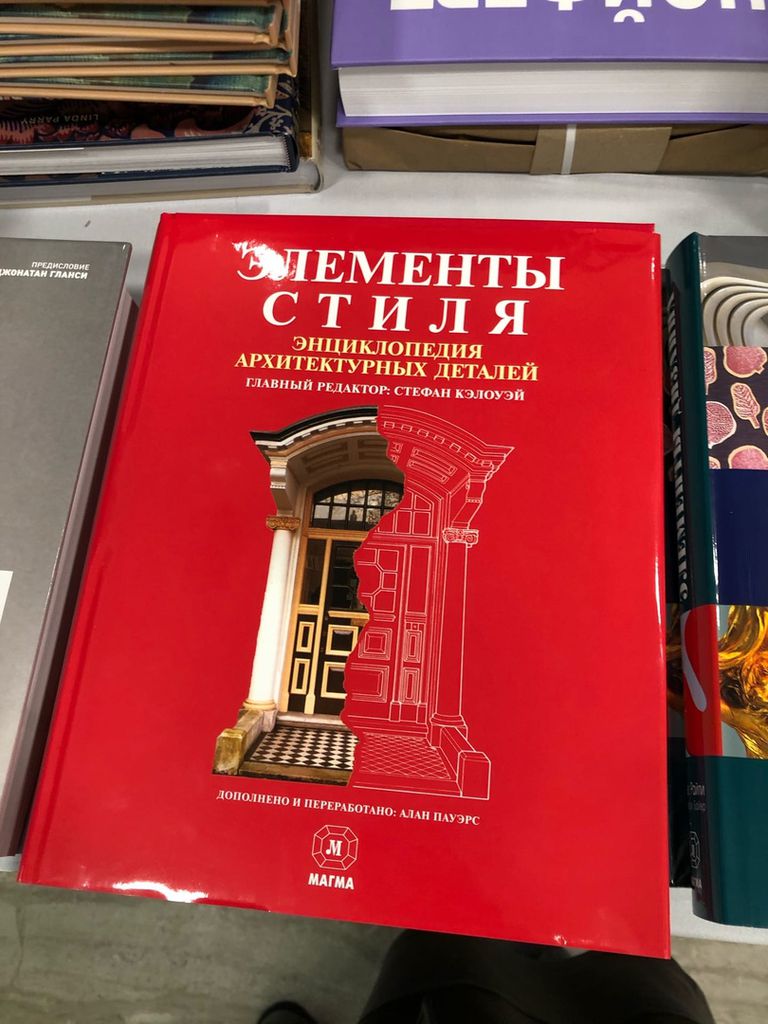 LINDA PARRY
ПРЕДИСЛОВИЕ
ДЖОНАТАН ГЛАНСИ
ЭЛЕМЕНТЫ
СТИЛЯ
ЭНЦИКЛОПЕДИЯ
АРХИТЕКТУРНЫХ ДЕТАЛЕЙ
ГЛАВНЫЙ РЕДАКТОР: СТЕФАН КЭЛОУЭЙ
ДОПОЛНЕНО И ПЕРЕРАБОТАНО: АЛАН ПАУЭРС
М
МАГМА